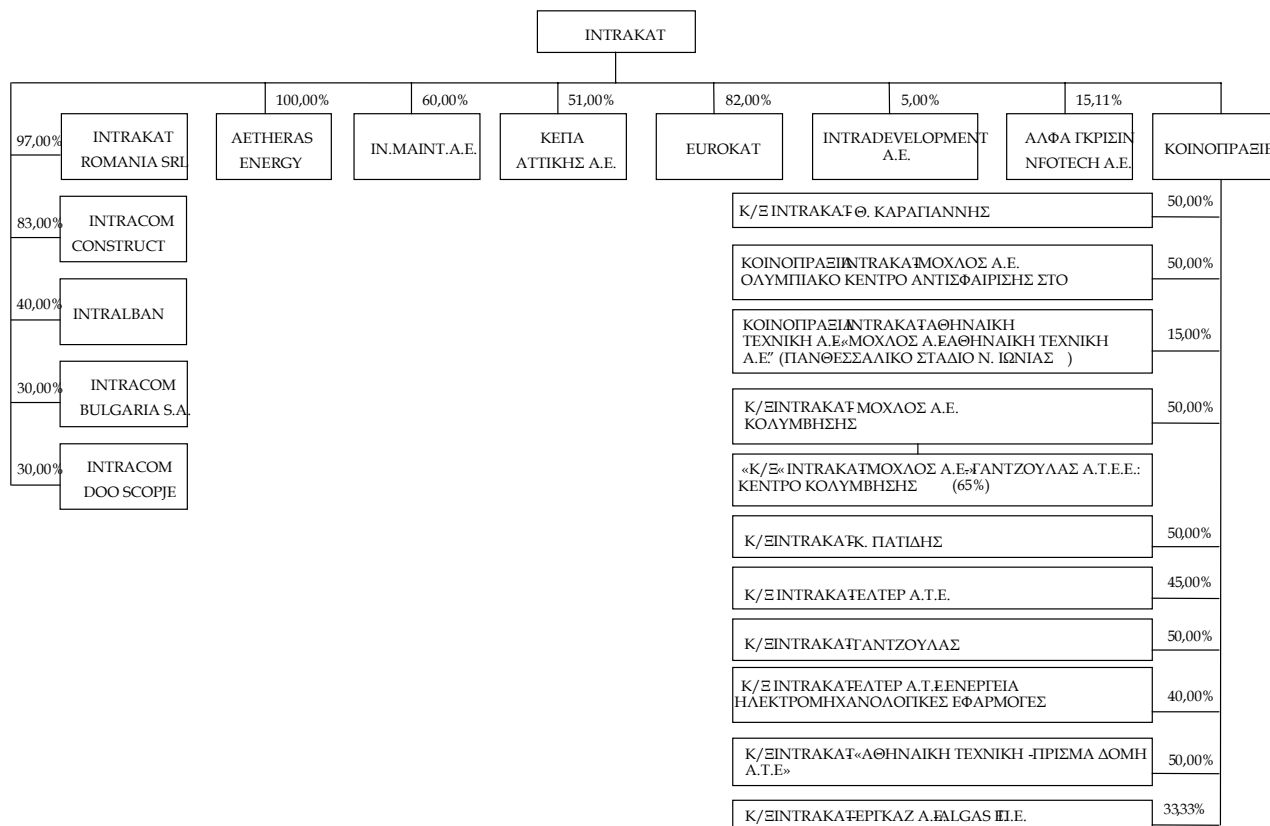 INTRAKAT
100,00%
60,00%
51,00%
82,00%
5,00%
15,11%
97,00%
INTRAKAT
ROMANIA SRL
AETHERAS
ENERGY
IN.MAINT.A.E.
ΚΕΠΑ
ΑΤΤΙΚΗΣ Α.Ε.
EUROKAT
INTRADEVELOPMENT
A.E.
ΑΛΦΑ ΓΚΡΙΣΙΝ
NFOTECH A.E.
ΚΟΙΝΟΠΡΑΞΙΕ
83,00%
INTRACOM
CONSTRUCT
40,00%
INTRALBAN
30,00%
INTRACOM
BULGARIA S.A.
30,00%
INTRACOM
DOO SCOPJE
Κ/Ξ INTRAKAT- Θ. ΚΑΡΑΓΙΑΝΝΗΣ
50,00%
ΚΟΙΝΟΠΡΑΞΙΑ INTRAKAT-ΜΟΧΛΟΣ Α.Ε.
ΟΛΥΜΠΙΑΚΟ ΚΕΝΤΡΟ ΑΝΤΙΣΦΑΙΡΙΣΗΣ ΣΤΟ
50,00%
ΚΟΙΝΟΠΡΑΞΙΑ INTRAKAT-ΑΘΗΝΑΙΚΗ
ΤΕΧΝΙΚΗ Α.Ε.-«ΜΟΧΛΟΣ Α.Ε-ΑΘΗΝΑΙΚΗ ΤΕΧΝΙΚΗ
Α.Ε" (ΠΑΝΘΕΣΣΑΛΙΚΟ ΣΤΑΔΙΟ Ν. ΙΩΝΙΑΣ )
15,00%
Κ/Ξ INTRAKAT- ΜΟΧΛΟΣ Α.Ε.
ΚΟΛΥΜΒΗΣΗΣ
50,00%
«Κ/Ξ« INTRAKAT-ΜΟΧΛΟΣ Α.Ε.»-ΓΑΝΤΖΟΥΛΑΣ Α.Τ.Ε.Ε.:
ΚΕΝΤΡΟ ΚΟΛΥΜΒΗΣΗΣ (65%)
Κ/Ξ INTRAKAT-Κ. ΠΑΤΙΔΗΣ
50,00%
Κ/Ξ INTRAKAT-ΕΛΤΕΡ Α.Τ.Ε.
45,00%
Κ/Ξ INTRAKAT-ΓΑΝΤΖΟΥΛΑΣ
50,00%
Κ/Ξ INTRAKAT-ΕΛΤΕΡ Α.Τ.Ε-ΕΝΕΡΓΕΙΑ
ΗΛΕΚΤΡΟΜΗΧΑΝΟΛΟΓΙΚΕΣ ΕΦΑΡΜΟΓΕΣ
40,00%
Κ/Ξ INTRAKAT-«ΑΘΗΝΑΙΚΗ ΤΕΧΝΙΚΗ -ΠΡΙΣΜΑ ΔΟΜΗ
Α.Τ.Ε»
50,00%
Κ/Ξ INTRAKAT-ΕΡΓΚΑΖ Α.Ε.-ALGAS
33,33%